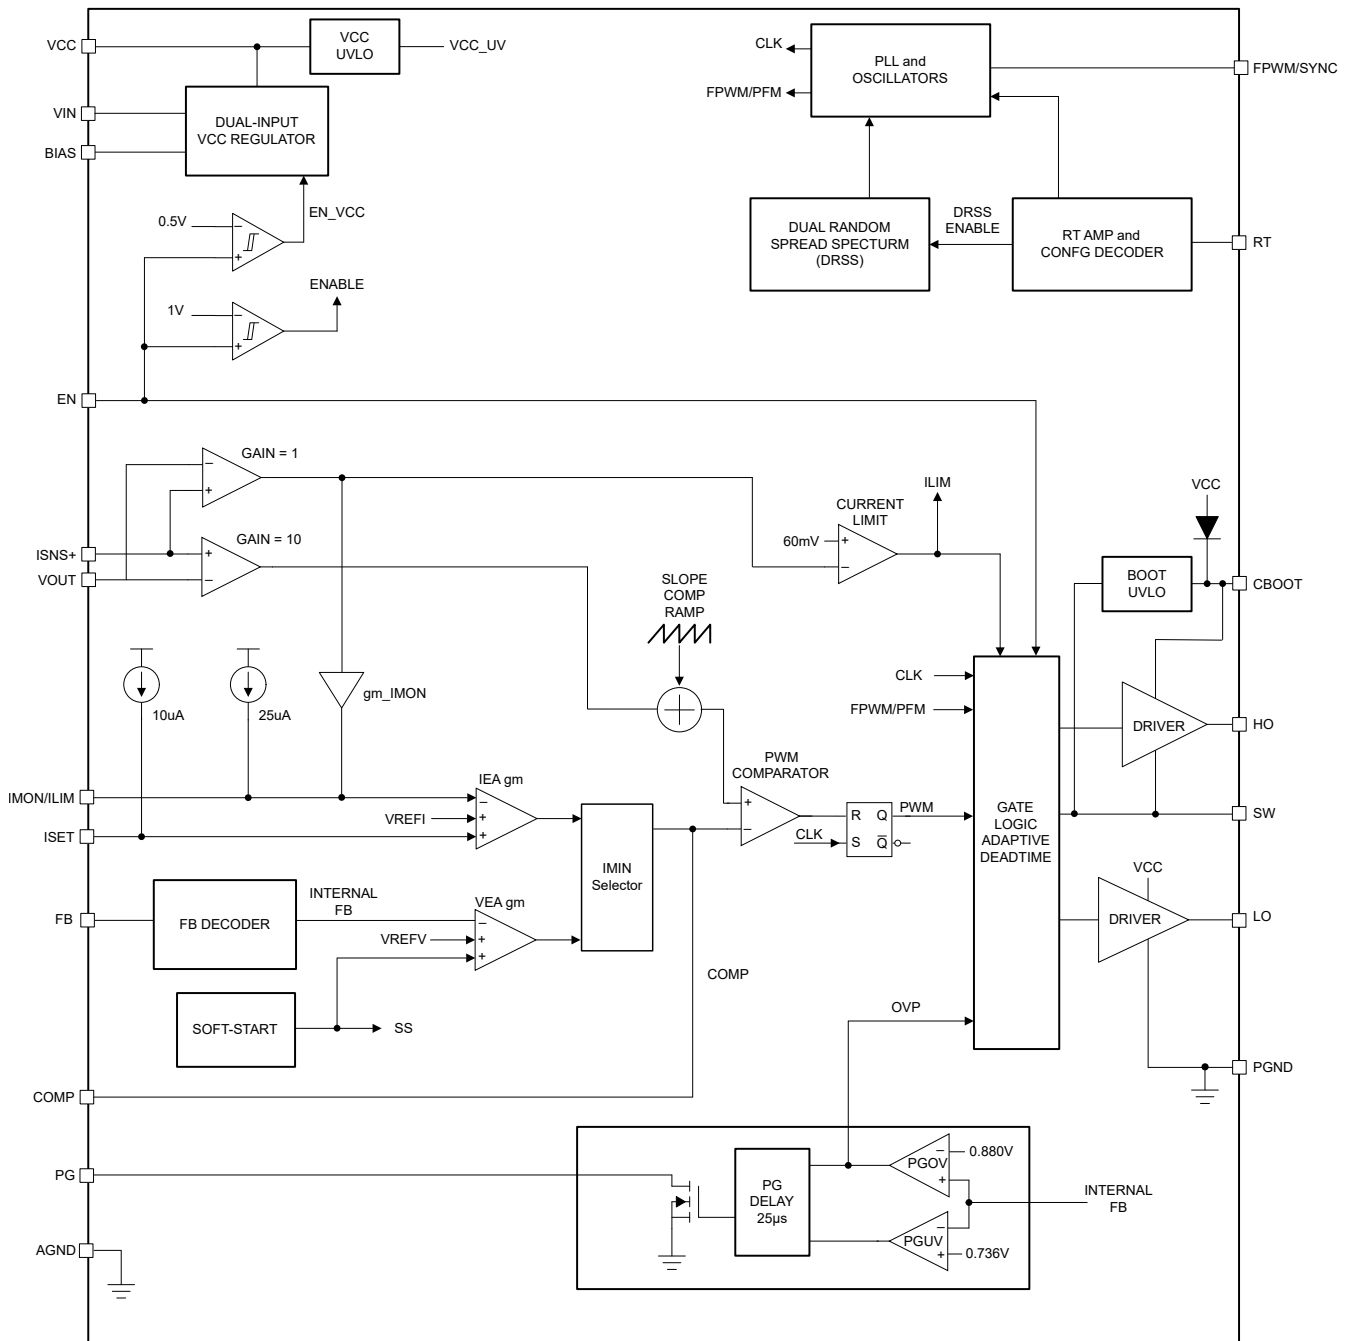 VCC
VCC
UVLO
VCC_UV
VIN
BIAS
DUAL-INPUT
VCC REGULATOR
EN_VCC
0.5V
−
+
ENABLE
1V
−
+
EN
CLK
FPWM/PFM
PLL and
OSCILLATORS
FPWM/SYNC
DUAL RANDOM
SPREAD SPECTURM
(DRSS)
DRSS
ENABLE
RT AMP and
CONFG DECODER
RT
GAIN = 1
−
+
GAIN = 10
+
−
ISNS+
VOUT
CURRENT
LIMIT
60mV
+
−
ILIM
VCC
BOOT
UVLO
CBOOT
SLOPE
COMP
RAMP
10uA
25uA
gm_IMON
CLK
FPWM/PFM
DRIVER
HO
IMON/ILIM
ISET
IEA gm
−
VREFI
+
+
IMIN
Selector
PWM
COMPARATOR
+
−
CLK
R Q
S Q
PWM
GATE
LOGIC
ADAPTIVE
DEADTIME
SW
VCC
DRIVER
LO
FB
FB DECODER
INTERNAL
FB
VEA gm
−
VREFV
+
+
SOFT-START
SS
COMP
OVP
PGND
COMP
PG
PG
DELAY
25µs
PGOV
−
+
0.880V
PGUV
−
+
0.736V
INTERNAL
FB
AGND